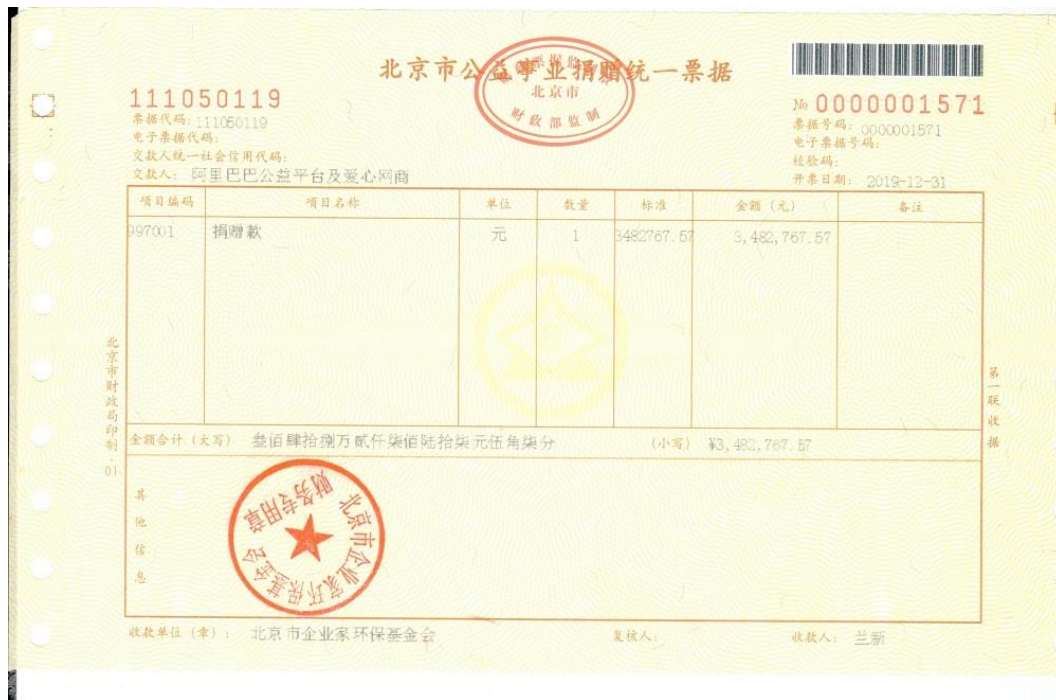 北京市公益事业捐赠统一票据
北京市
财政部监制
111050119
票据代码:111050119
电子票据代码:
交款人统一社会信用代码:
交款人: 阿里巴巴公益平台及爱心网商
№ 0000001571
票据号码: 0000001571
电子票据号码:
校验码:
开票日期: 2019-12-31
项目编码 项目名称 单位 数量 标准 金额(元) 备注
997001 捐赠款 元 1 3482767.57 3,482,767.57
金额合计(大写) 叁佰肆拾捌万贰仟柒佰陆拾柒元伍角柒分 (小写) ¥3,482,767.57
其他信息
北京市企业家环保基金会
财务专用章
收款单位(章): 北京市企业家环保基金会 复核人: 收款人: 兰新
北京市财政局印制
01
第一联 收据